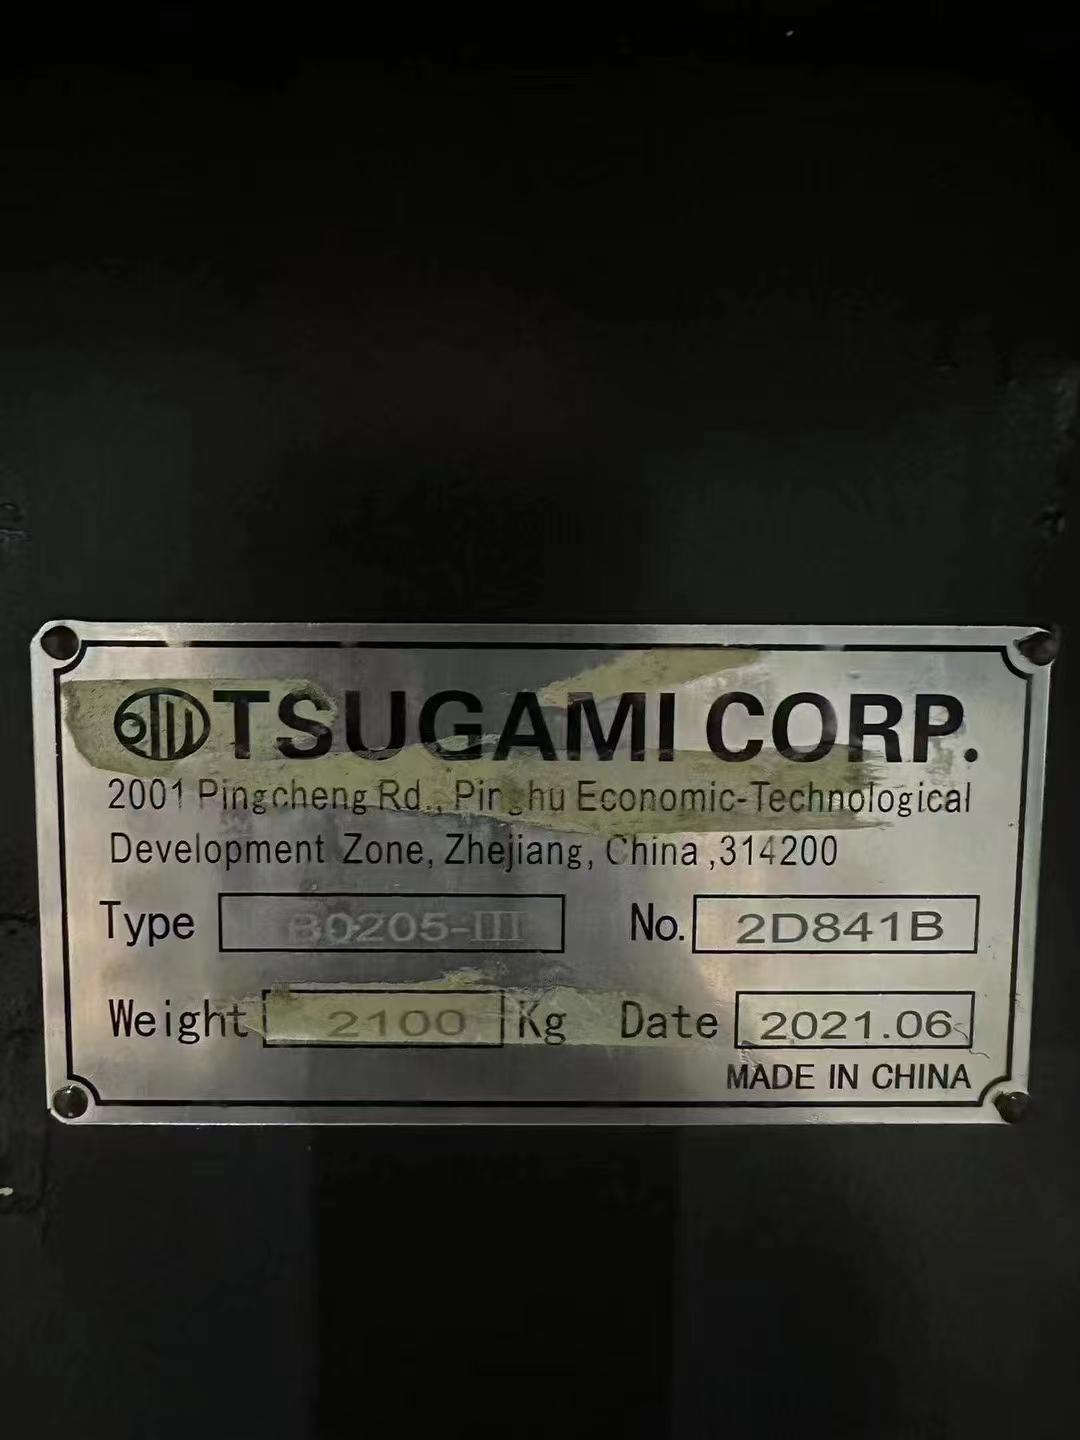 TSUGAMI CORP.
2001 Pingcheng Rd., Pinghu Economic-Technological
Development Zone, Zhejiang, China ,314200
Type B0205-III No. 2D841B
Weight 2100 Kg Date 2021.06
MADE IN CHINA